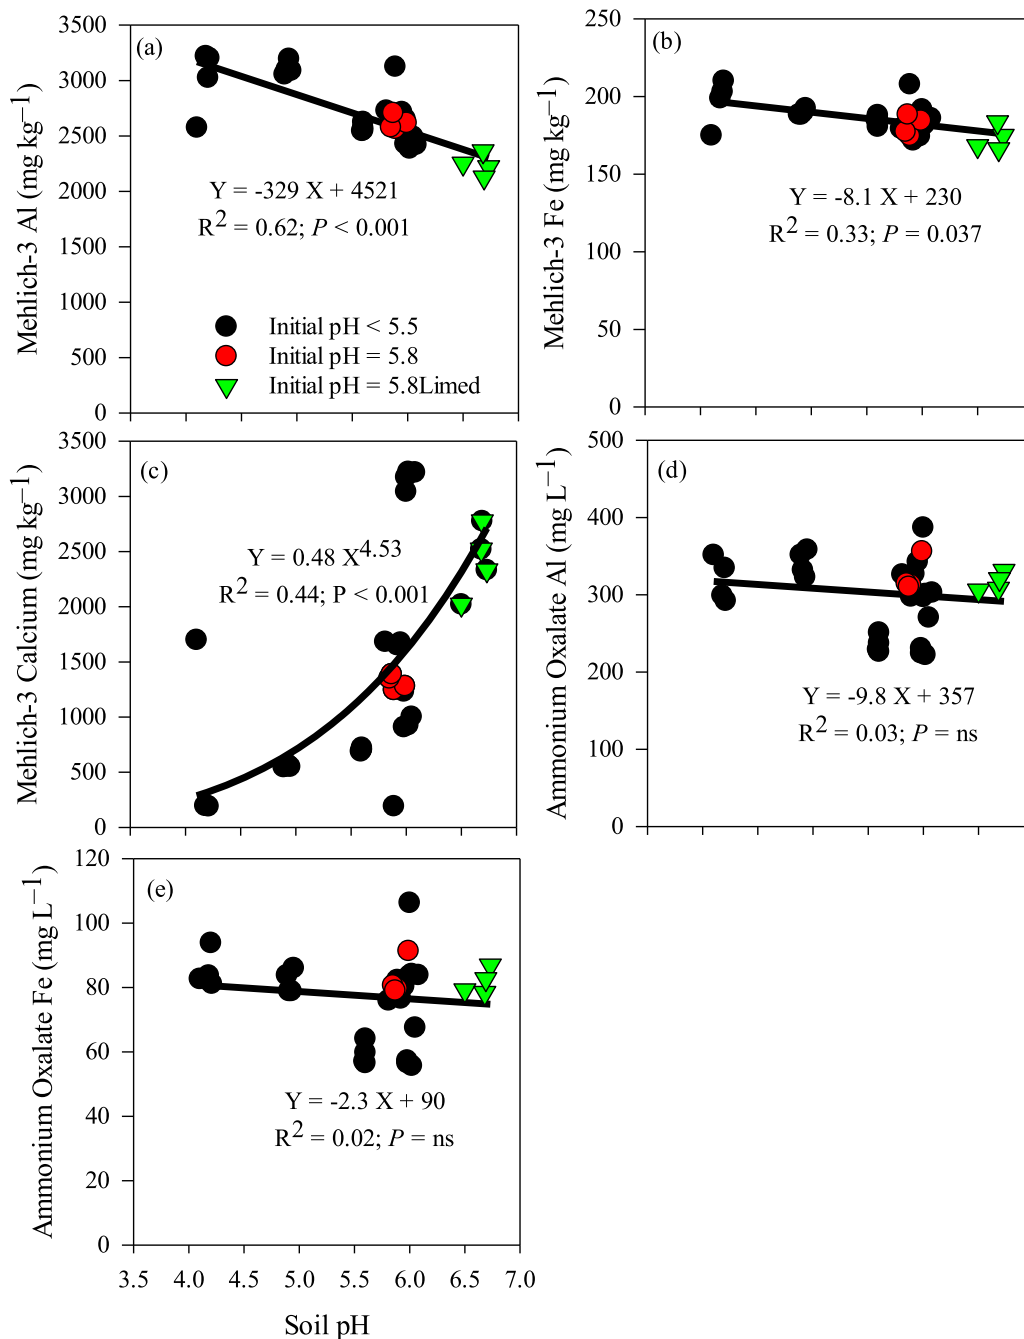 (a)
Mehlich-3 Al (mg kg⁻¹)
3500
3000
2500
2000
1500
1000
500
0
Y = -329 X + 4521
R² = 0.62; P < 0.001
Initial pH < 5.5
Initial pH = 5.8
Initial pH = 5.8Limed
(b)
Mehlich-3 Fe (mg kg⁻¹)
250
200
150
100
50
0
Y = -8.1 X + 230
R² = 0.33; P = 0.037
(c)
Mehlich-3 Calcium (mg kg⁻¹)
3500
3000
2500
2000
1500
1000
500
0
Y = 0.48 X⁴·⁵³
R² = 0.44; P < 0.001
(d)
Ammonium Oxalate Al (mg L⁻¹)
500
400
300
200
100
0
Y = -9.8 X + 357
R² = 0.03; P = ns
(e)
Ammonium Oxalate Fe (mg L⁻¹)
120
100
80
60
40
20
0
Y = -2.3 X + 90
R² = 0.02; P = ns
3.5 4.0 4.5 5.0 5.5 6.0 6.5 7.0
Soil pH